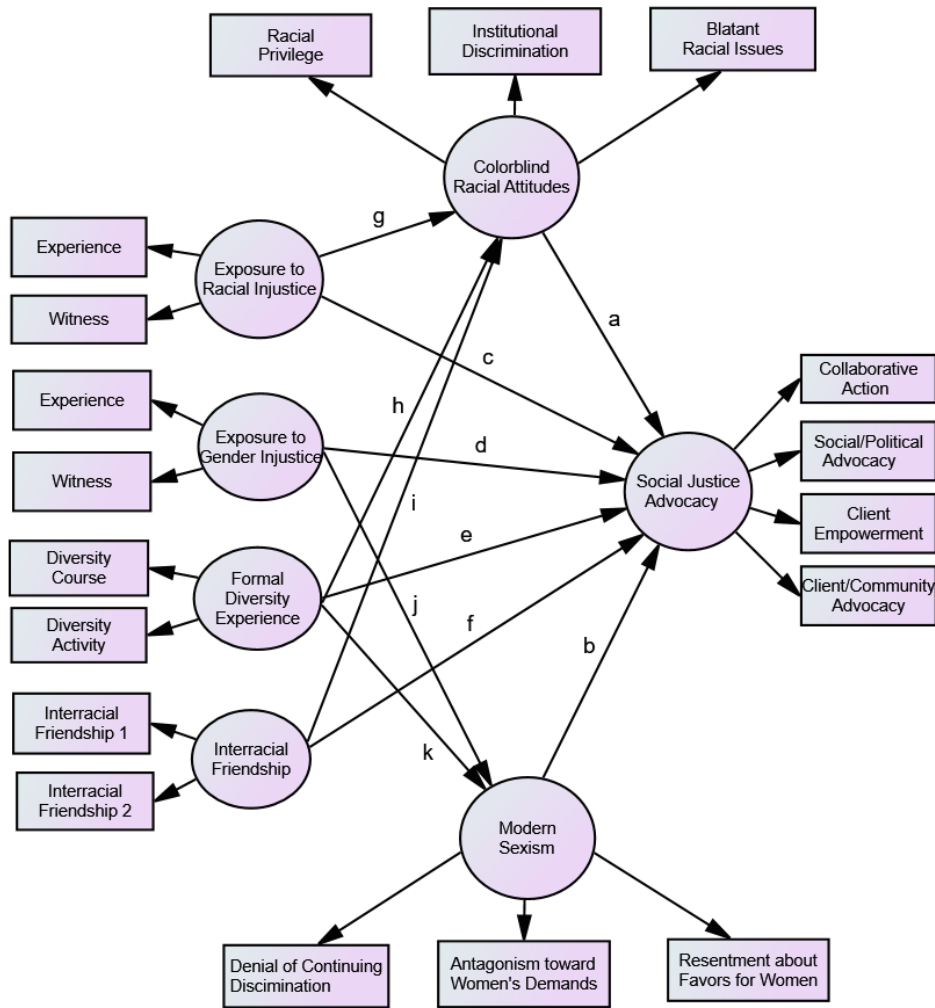 Racial
Privilege
Institutional
Discrimination
Blatant
Racial Issues
Colorblind
Racial Attitudes
g
Experience
Exposure to
Racial Injustice
Witness
a
c
Experience
h
Collaborative
Action
Exposure to
Gender Injustice
d
Social/Political
Advocacy
Witness
i
Social Justice
Advocacy
Client
Empowerment
e
Diversity
Course
Formal
Diversity
Experience
j
Client/Community
Advocacy
Diversity
Activity
f
b
Interracial
Friendship 1
Interracial
Friendship
k
Interracial
Friendship 2
Modern
Sexism
Denial of Continuing
Discimination
Antagonism toward
Women's Demands
Resentment about
Favors for Women